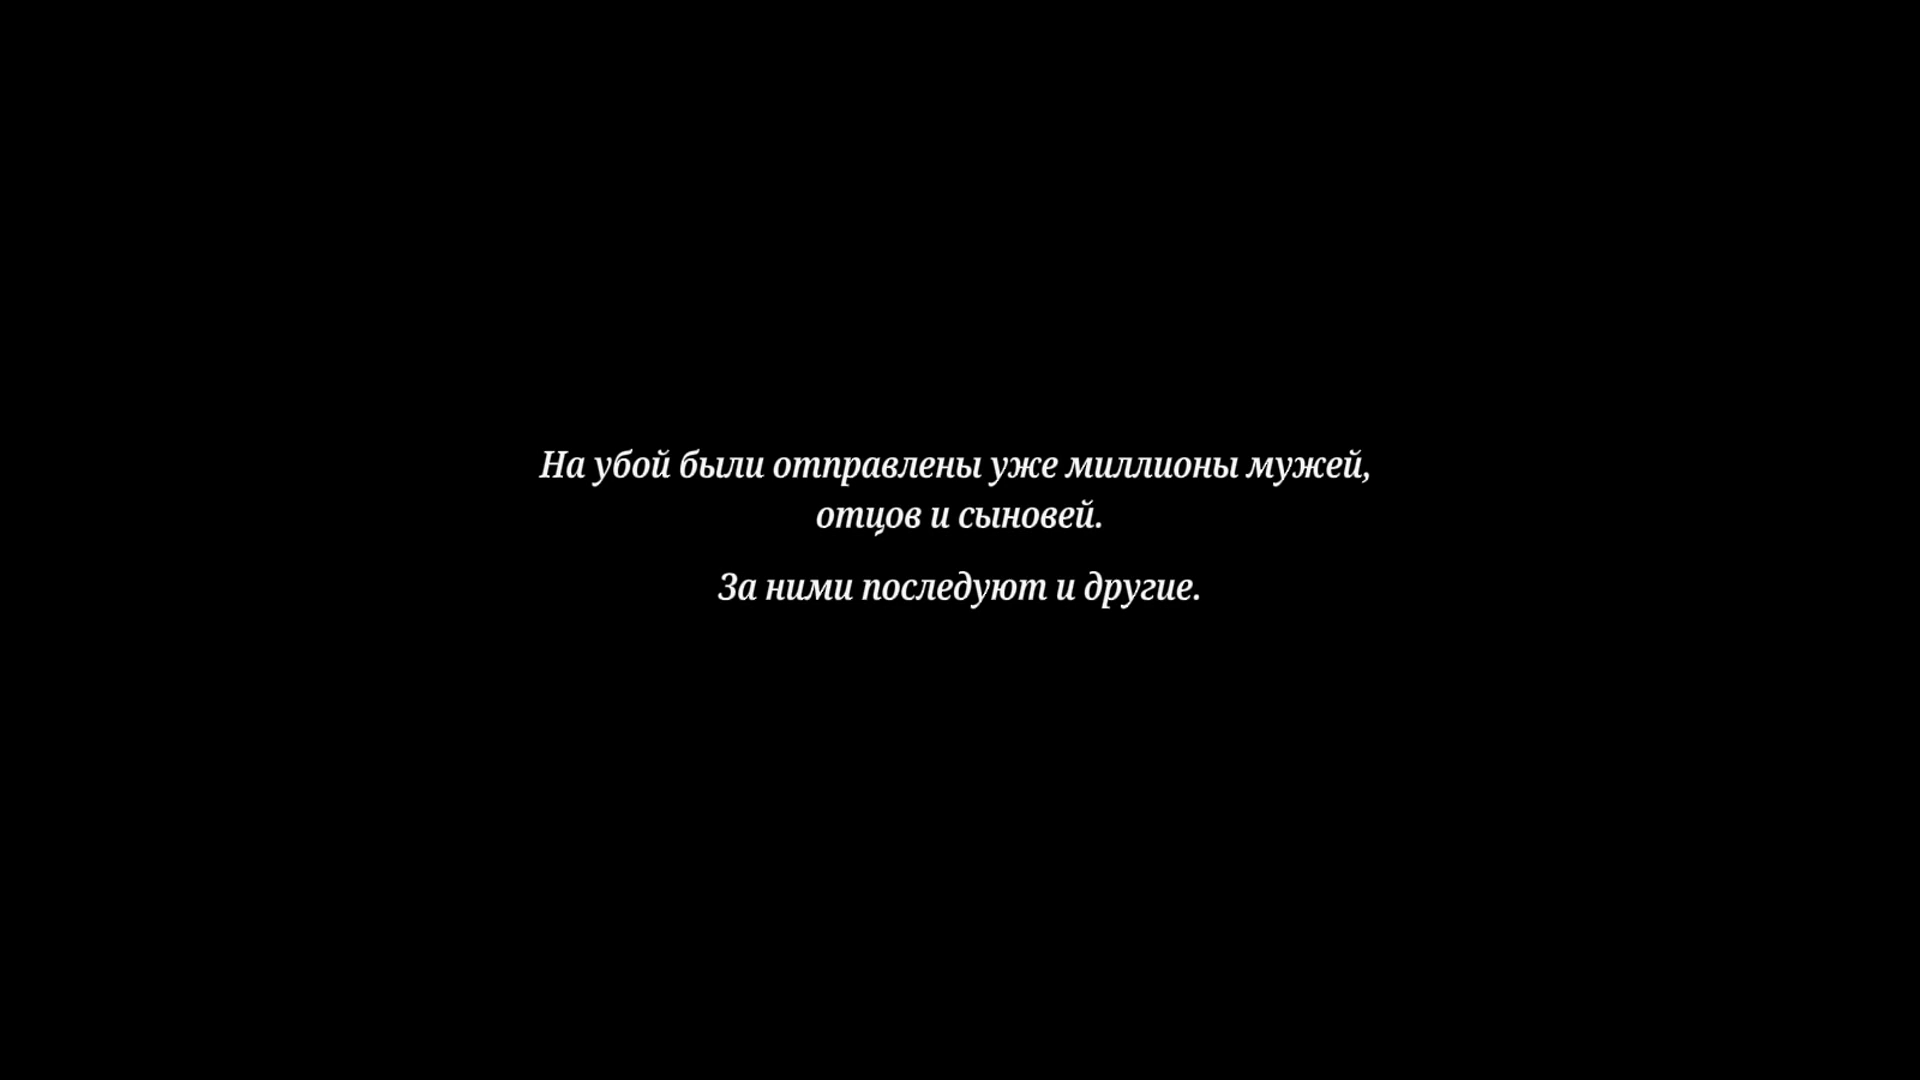 На убой были отправлены уже миллионы мужей,
отцов и сыновей.
За ними последуют и другие.